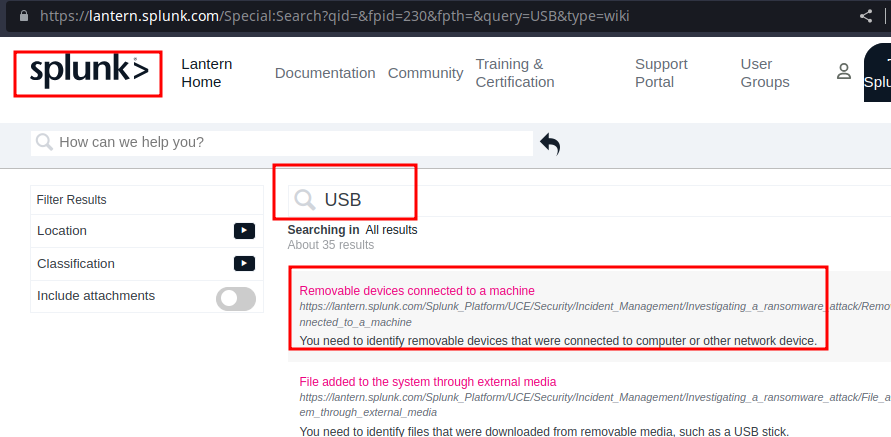 https://lantern.splunk.com/Special:Search?qid=&fpid=230&fpth=&query=USB&type=wiki
splunk>
Lantern
Home
Documentation
Community
Training &
Certification
Support
Portal
User
Groups
Splu
How can we help you?
Filter Results
Location
Classification
Include attachments
USB
Searching in All results
About 35 results
Removable devices connected to a machine
https://lantern.splunk.com/Splunk_Platform/UCE/Security/Incident_Management/Investigating_a_ransomware_attack/Remov
nnected_to_a_machine
You need to identify removable devices that were connected to computer or other network device.
File added to the system through external media
https://lantern.splunk.com/Splunk_Platform/UCE/Security/Incident_Management/Investigating_a_ransomware_attack/File_a
em_through_external_media
You need to identify files that were downloaded from removable media, such as a USB stick.